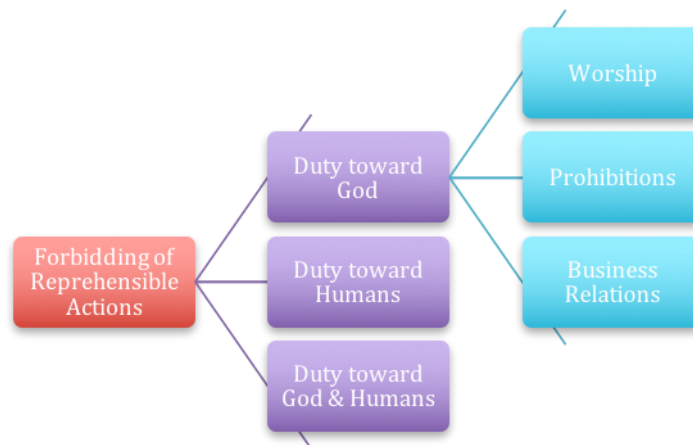 Forbidding of
Reprehensible
Actions
Duty toward
God
Duty toward
Humans
Duty toward
God & Humans
Worship
Prohibitions
Business
Relations